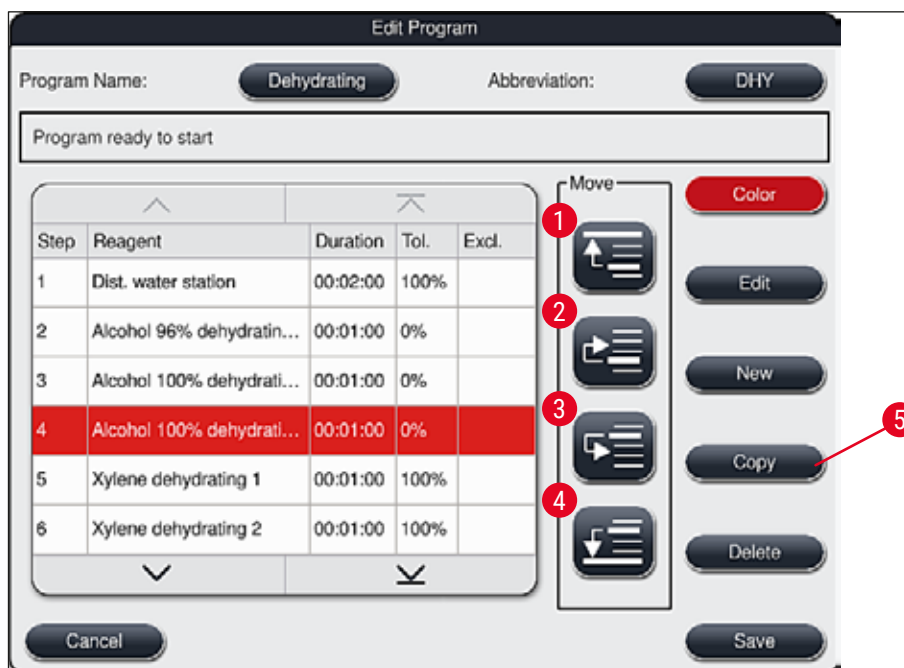 Edit Program
Program Name: Dehydrating Abbreviation: DHY
Program ready to start
Move
Color
1
Step Reagent Duration Tol. Excl.
1 Dist. water station 00:02:00 100%
Edit
2
2 Alcohol 96% dehydratin... 00:01:00 0%
3 Alcohol 100% dehydrati... 00:01:00 0%
New
3
4 Alcohol 100% dehydrati... 00:01:00 0%
5
Copy
5 Xylene dehydrating 1 00:01:00 100%
4
6 Xylene dehydrating 2 00:01:00 100%
Delete
Cancel Save